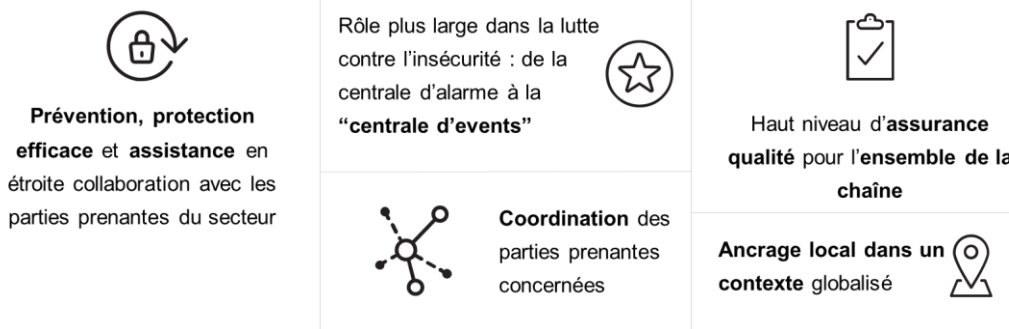 Prévention, protection
efficace et assistance en
étroite collaboration avec les
parties prenantes du secteur
Rôle plus large dans la lutte
contre l’insécurité : de la
centrale d’alarme à la
“centrale d’events”
Coordination des
parties prenantes
concernées
Haut niveau d’assurance
qualité pour l’ensemble de la
chaîne
Ancrage local dans un
contexte globalisé